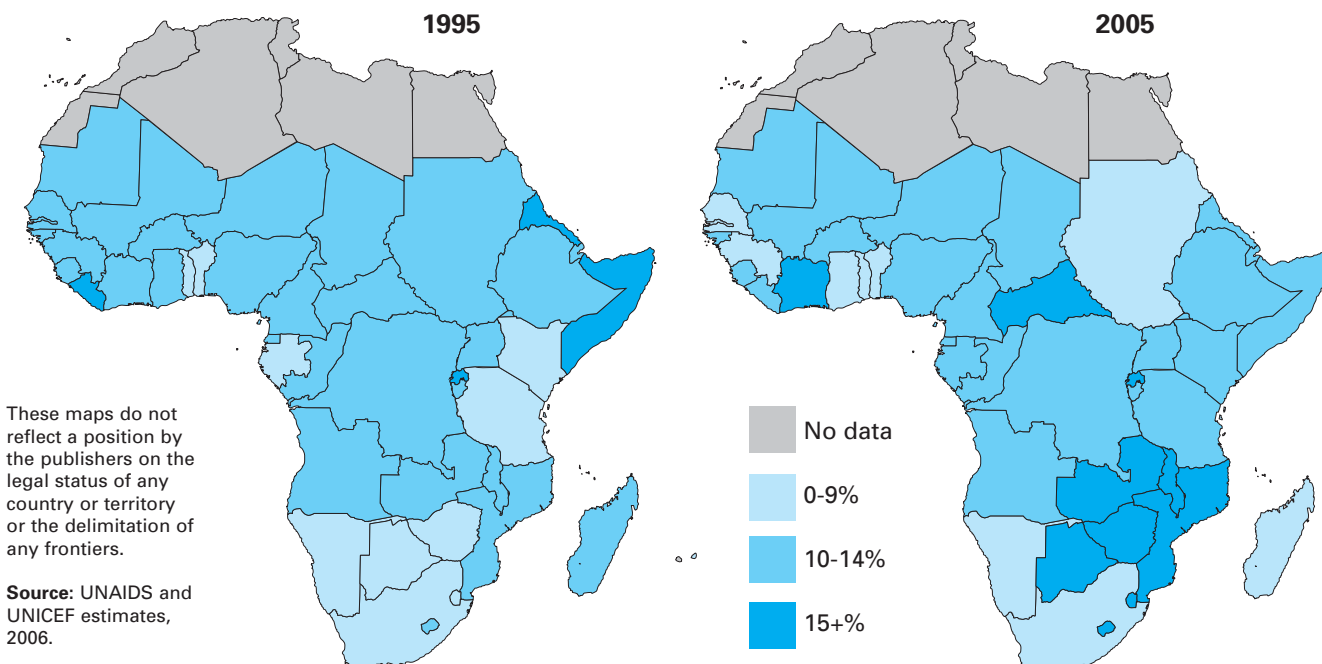 1995
2005
These maps do not
reflect a position by
the publishers on the
legal status of any
country or territory
or the delimitation of
any frontiers.
Source: UNAIDS and
UNICEF estimates,
2006.
No data
0-9%
10-14%
15+%